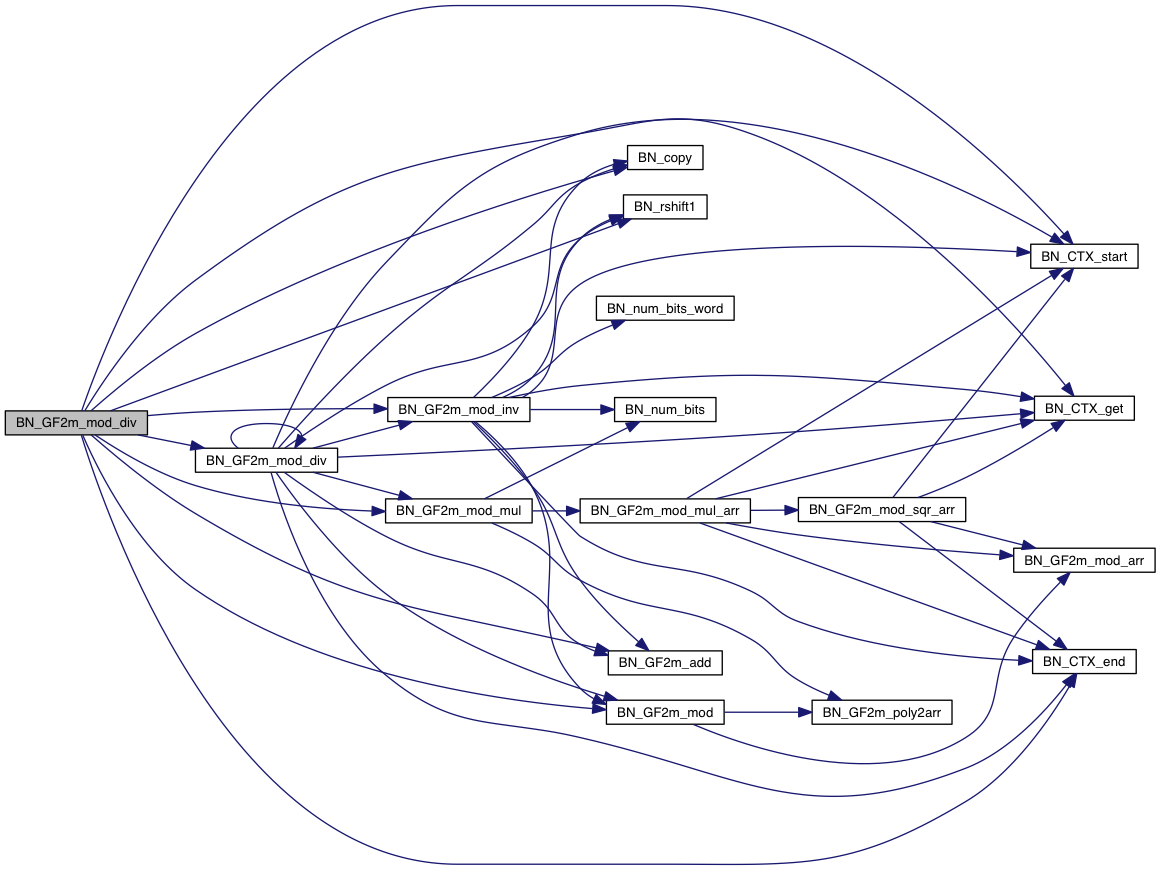 BN_copy
BN_rshift1
BN_CTX_start
BN_num_bits_word
BN_GF2m_mod_inv
BN_num_bits
BN_CTX_get
BN_GF2m_mod_div
BN_GF2m_mod_div
BN_GF2m_mod_mul
BN_GF2m_mod_mul_arr
BN_GF2m_mod_sqr_arr
BN_GF2m_mod_arr
BN_GF2m_add
BN_CTX_end
BN_GF2m_mod
BN_GF2m_poly2arr